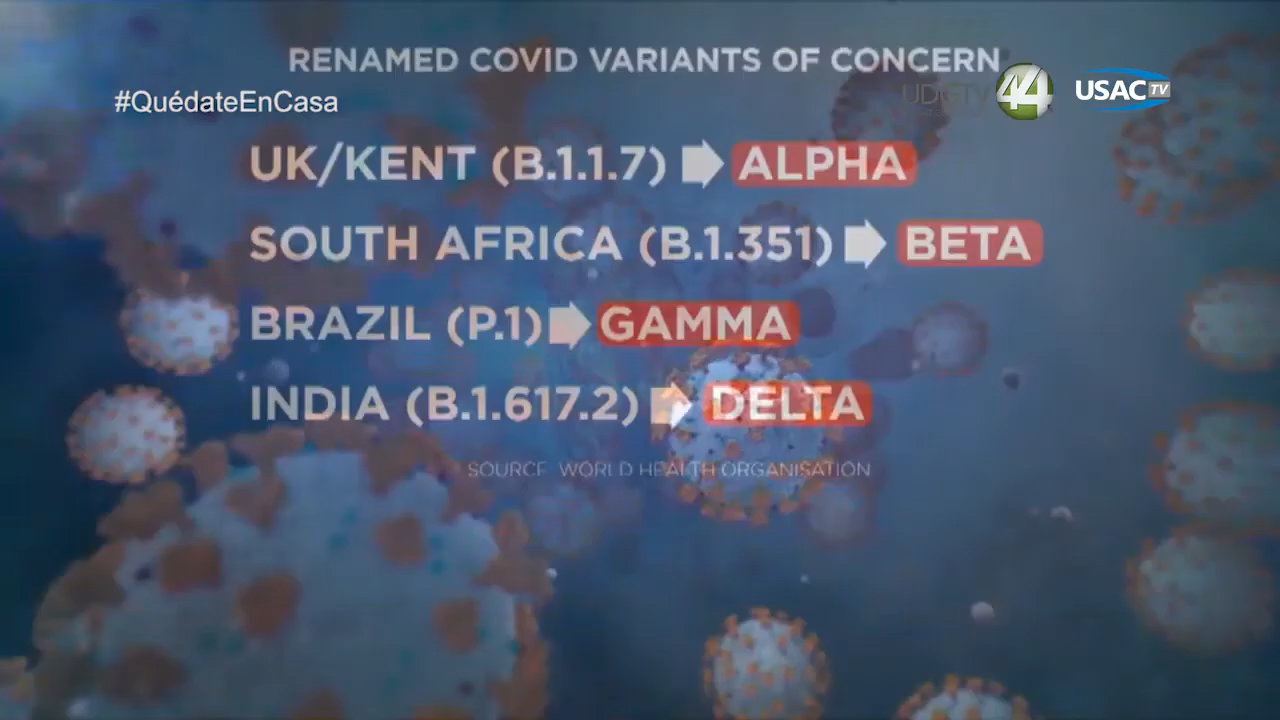 RENAMED COVID VARIANTS OF CONCERN
#QuédateEnCasa
UDGTV 44
USAC TV
UK/KENT (B.1.1.7) ALPHA
SOUTH AFRICA (B.1.351) BETA
BRAZIL (P.1) GAMMA
INDIA (B.1.617.2) DELTA
SOURCE WORLD HEALTH ORGANISATION